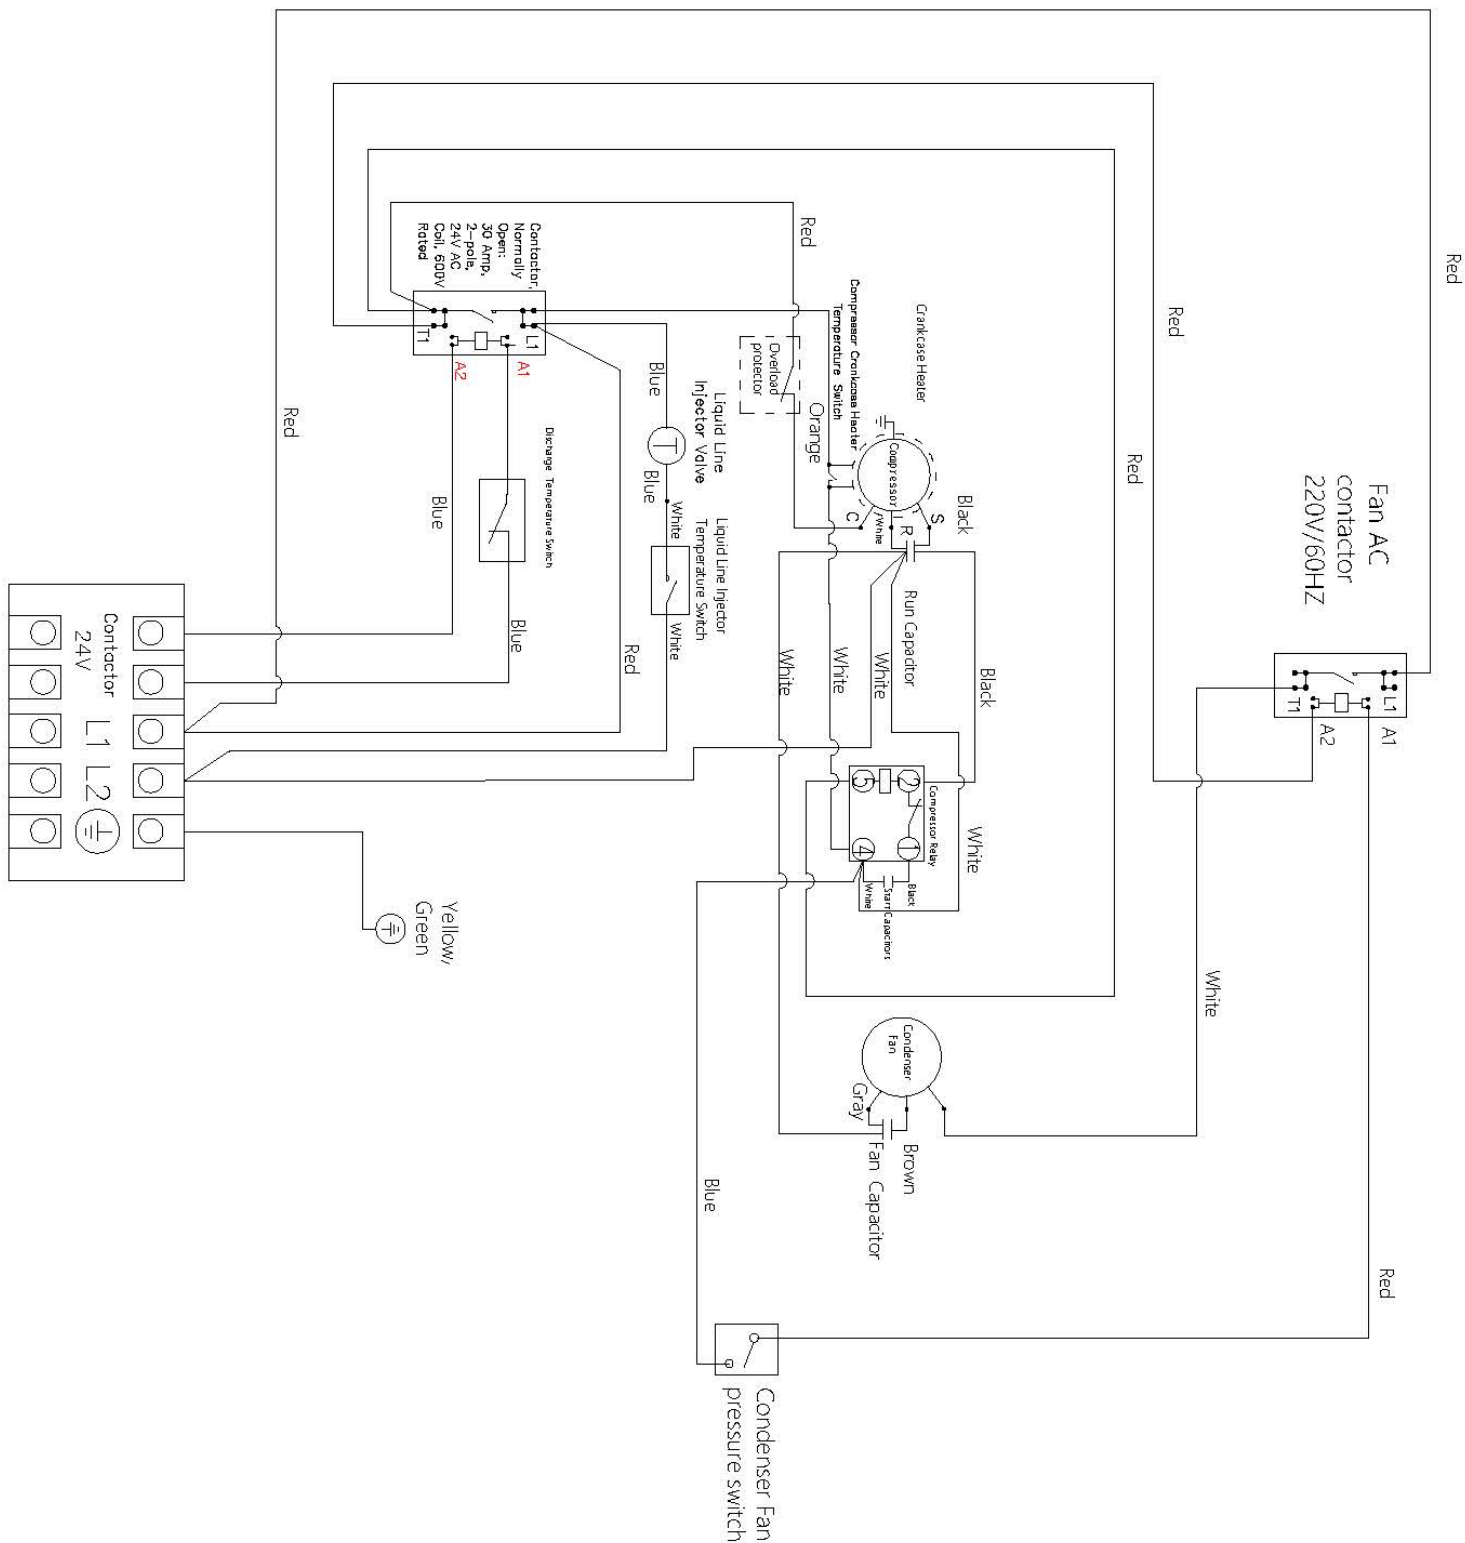 Red
Red
Red
Fan AC
contactor
220V/60HZ
L1
T1
A1
A2
Red
Red
Crankcase Heater
Compressor Crankcase Heater
Temperature Switch
Overload
protector
Orange
Compressor
C
White
R
S
Black
Run Capacitor
Black
White
White
White
White
Compressor Relay
2
5
1
4
Black
Start Capacitors
White
Contactor,
Normally
Open:
30 Amp,
2-pole,
24V AC
Coil, 600V
Rated
L1
T1
A1
A2
Blue
Liquid Line
Injector Valve
T
Blue
White
Liquid Line Injector
Temperature Switch
White
Red
Discharge Temperature Switch
Blue
Blue
Red
Contactor
24V
L1
L2
Yellow,
Green
Condenser
Fan
Gray
Brown
Fan Capacitor
White
Blue
Red
Condenser Fan
pressure switch